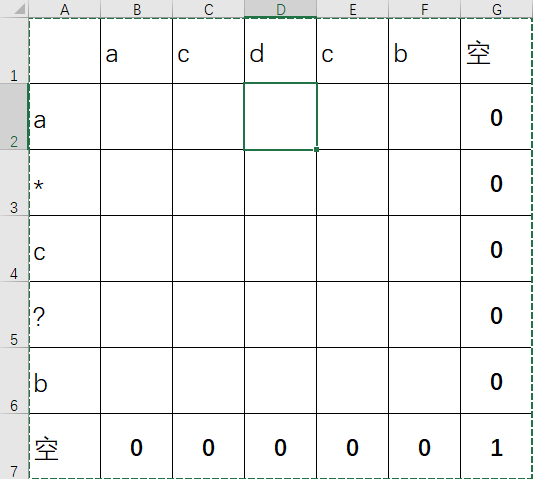 A B C D E F G
1 a c d c b 空
2 a 0
3 * 0
4 c 0
5 ? 0
6 b 0
7 空 0 0 0 0 0 1